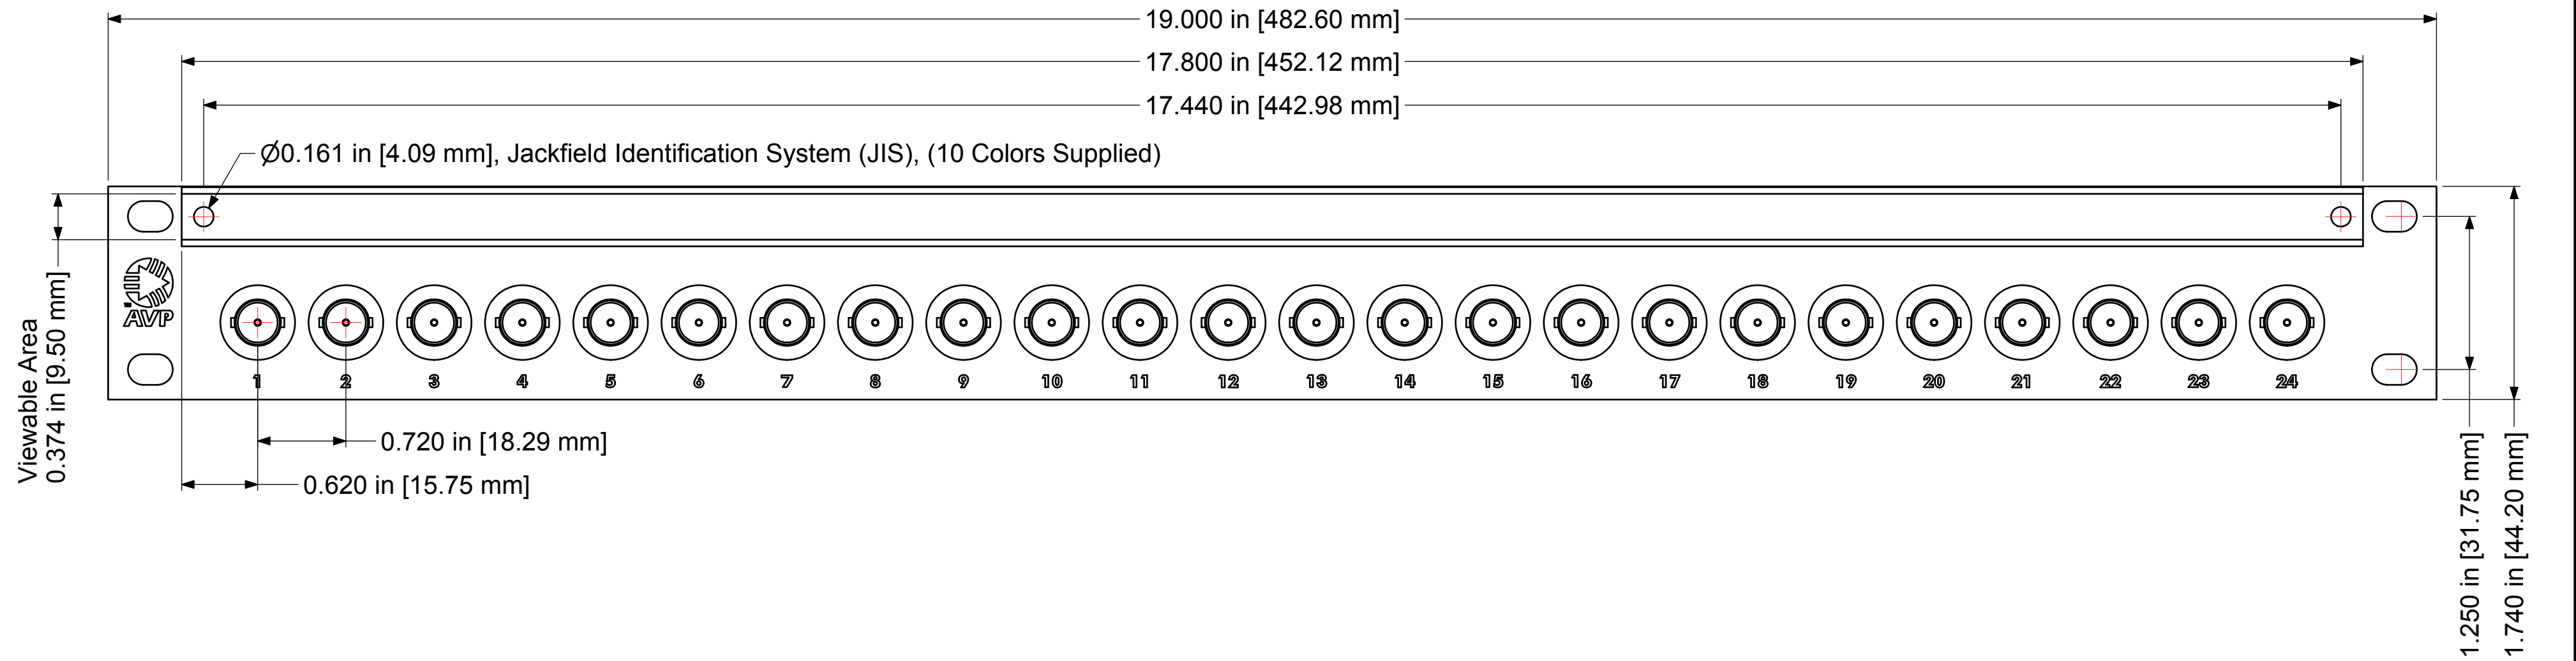 19.000 in [482.60 mm]
17.800 in [452.12 mm]
17.440 in [442.98 mm]
Ø0.161 in [4.09 mm], Jackfield Identification System (JIS), (10 Colors Supplied)
Viewable Area
0.374 in [9.50 mm]
AVP
1 2 3 4 5 6 7 8 9 10 11 12 13 14 15 16 17 18 19 20 21 22 23 24
0.720 in [18.29 mm]
0.620 in [15.75 mm]
1.250 in [31.75 mm]
1.740 in [44.20 mm]